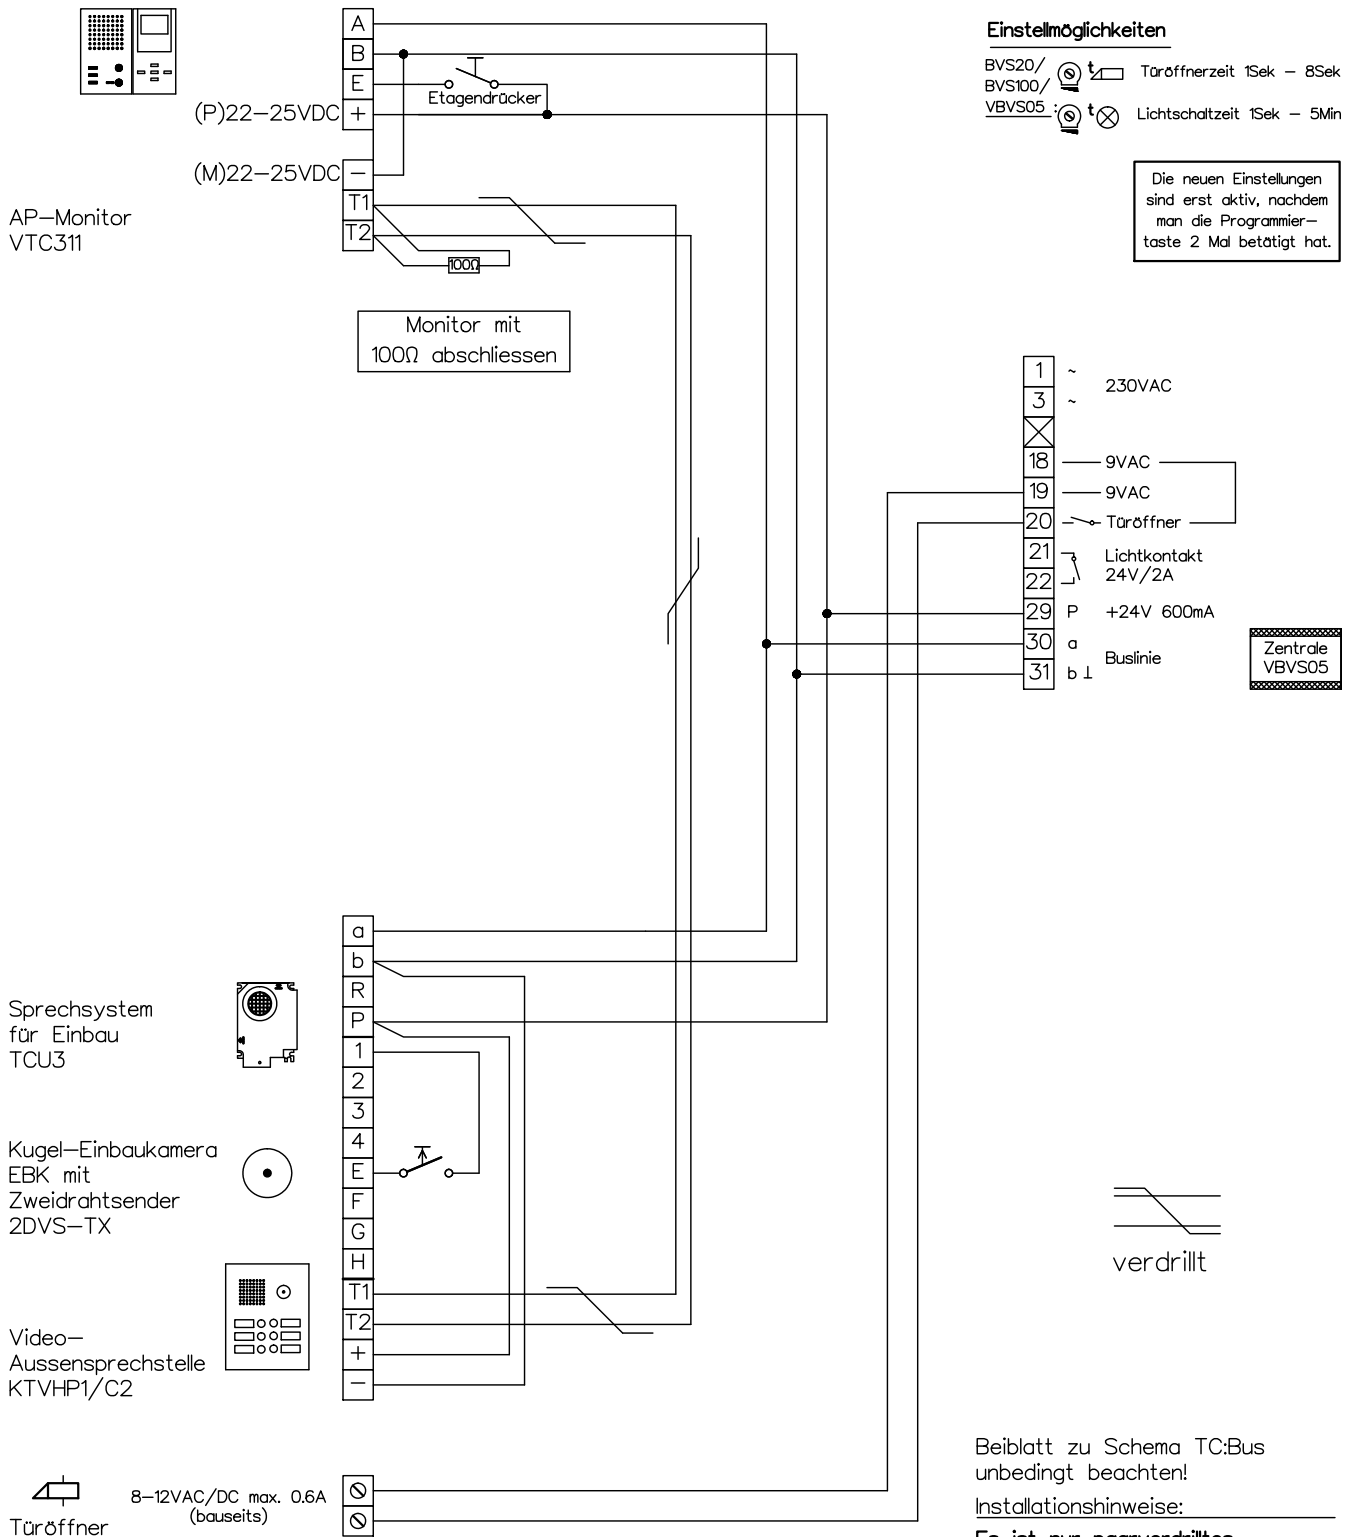 A
B
E
+
−
T1
T2
(P)22−25VDC
(M)22−25VDC
Etagendrücker
100Ω
AP−Monitor
VTC311
Monitor mit
100Ω abschliessen
Einstellmöglichkeiten
BVS20/
BVS100/
VBVS05 :
t
Türöffnerzeit 1Sek − 8Sek
t
Lichtschaltzeit 1Sek − 5Min
Die neuen Einstellungen
sind erst aktiv, nachdem
man die Programmier−
taste 2 Mal betätigt hat.
1 ~
3 ~
230VAC
18 9VAC
19 9VAC
20 Türöffner
21
22
Lichtkontakt
24V/2A
29 P +24V 600mA
30 a
31 b ⊥
Buslinie
Zentrale
VBVS05
a
b
R
P
1
2
3
4
E
F
G
H
T1
T2
+
−
Sprechsystem
für Einbau
TCU3
Kugel−Einbaukamera
EBK mit
Zweidrahtsender
2DVS−TX
Video−
Aussensprechstelle
KTVHP1/C2
verdrillt
Türöffner
8−12VAC/DC max. 0.6A
(bauseits)
Beiblatt zu Schema TC:Bus
unbedingt beachten!
Installationshinweise:
Es ist nur paarverdrilltes